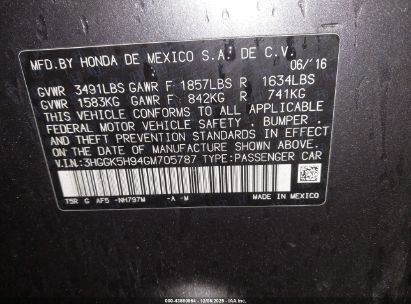 MFD.BY HONDA DE MEXICO S.A. DE C.V.
06/'16
GVWR 3491LBS GAWR F 1857LBS R 1634LBS
GVWR 1583KG GAWR F 842KG R 741KG
THIS VEHICLE CONFORMS TO ALL APPLICABLE
FEDERAL MOTOR VEHICLE SAFETY , BUMPER ,
AND THEFT PREVENTION STANDARDS IN EFFECT
ON THE DATE OF MANUFACTURE SHOWN ABOVE.
V.I.N:3HGGK5H94GM705787 TYPE:PASSENGER CAR
T5R G AF5 -NH797M -A -M MADE IN MEXICO